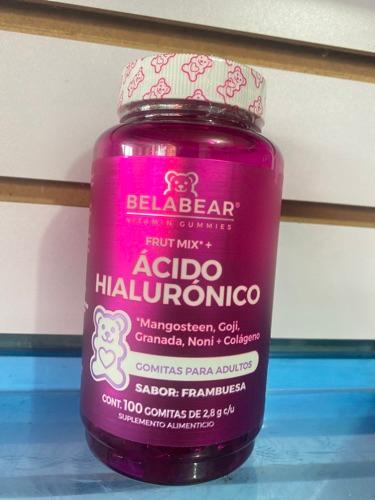 BELABEAR®
VITAMIN GUMMIES
FRUT MIX* +
ÁCIDO
HIALURÓNICO
*Mangosteen, Goji,
Granada, Noni + Colágeno
GOMITAS PARA ADULTOS
SABOR: FRAMBUESA
CONT. 100 GOMITAS DE 2,8 g c/u
SUPLEMENTO ALIMENTICIO